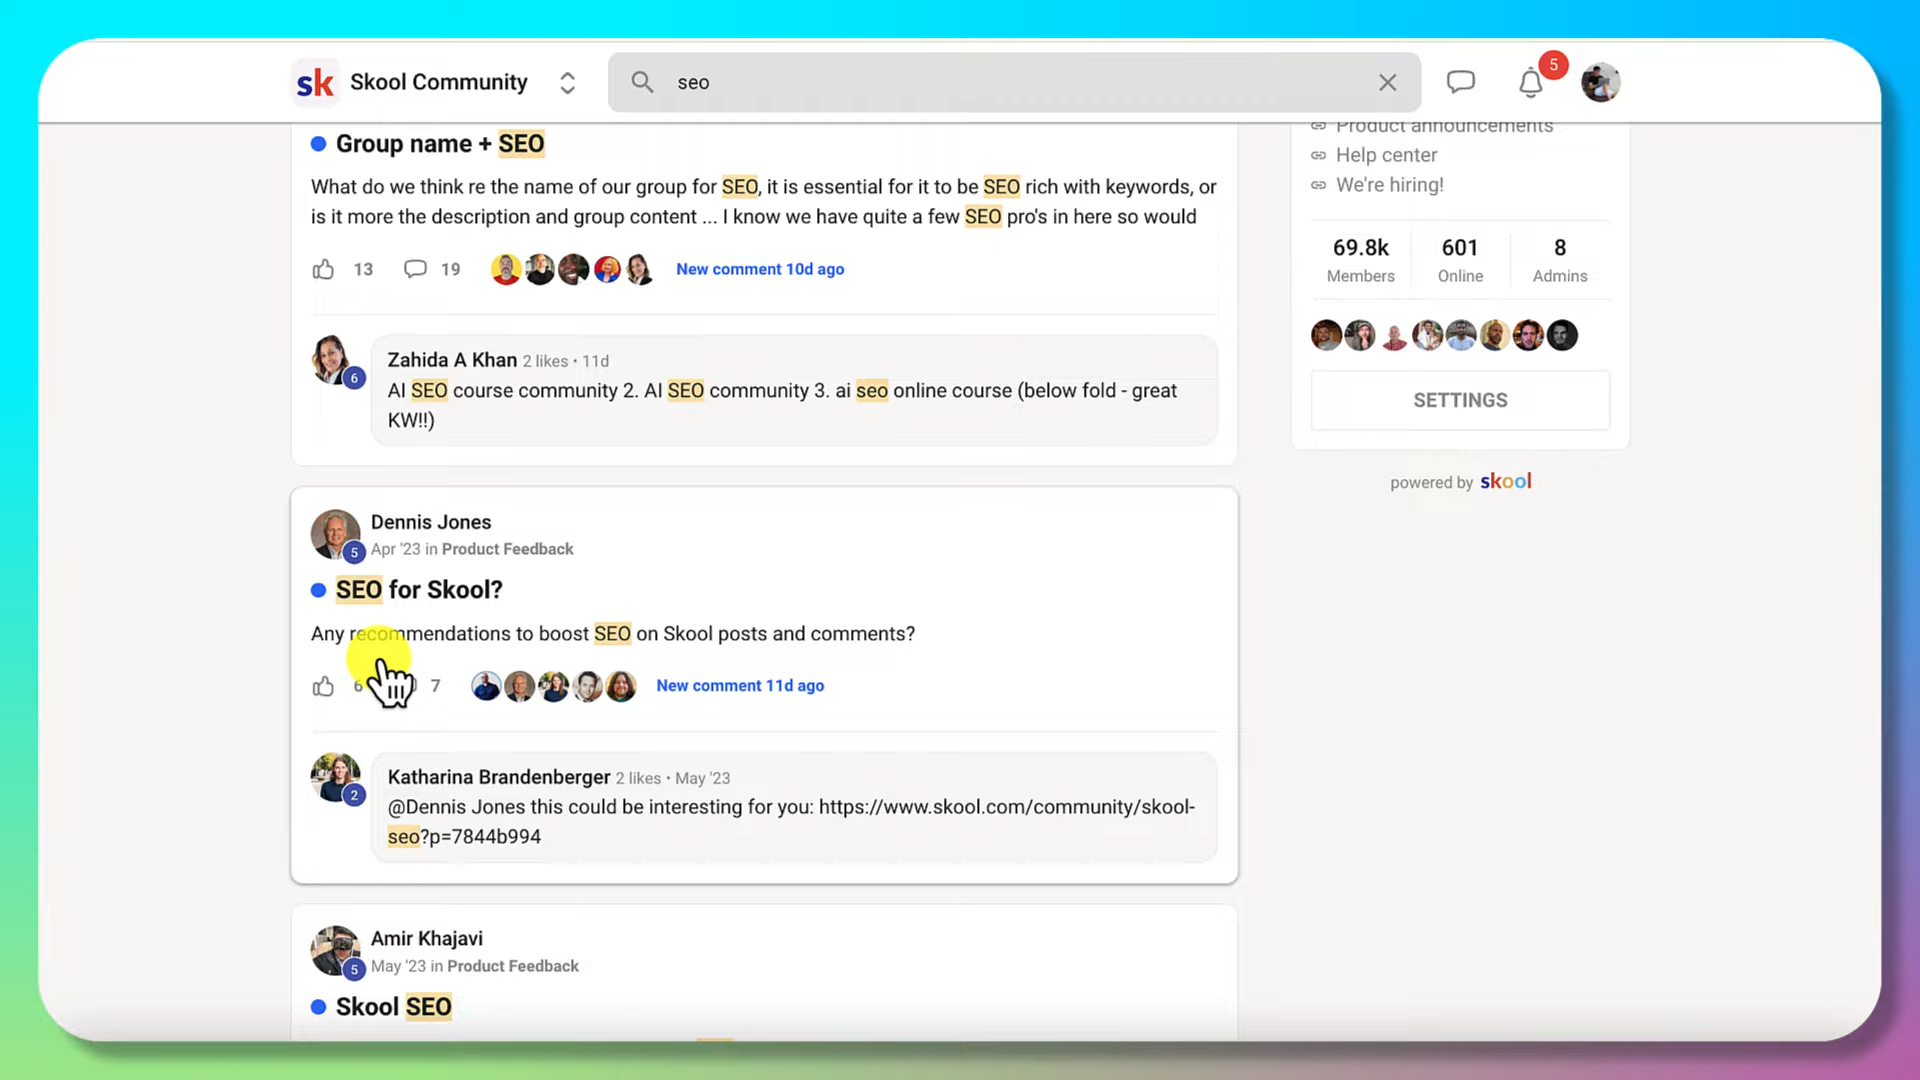 sk Skool Community
seo
5
Group name + SEO
What do we think re the name of our group for SEO, it is essential for it to be SEO rich with keywords, or
is it more the description and group content ... I know we have quite a few SEO pro's in here so would
13 19 New comment 10d ago
Zahida A Khan 2 likes • 11d
6
AI SEO course community 2. AI SEO community 3. ai seo online course (below fold - great
KW!!)
Dennis Jones
5
Apr '23 in Product Feedback
SEO for Skool?
Any recommendations to boost SEO on Skool posts and comments?
6 7 New comment 11d ago
Katharina Brandenberger 2 likes • May '23
2
@Dennis Jones this could be interesting for you: https://www.skool.com/community/skool-
seo?p=7844b994
Amir Khajavi
5
May '23 in Product Feedback
Skool SEO
Product announcements
Help center
We're hiring!
69.8k 601 8
Members Online Admins
SETTINGS
powered by skool